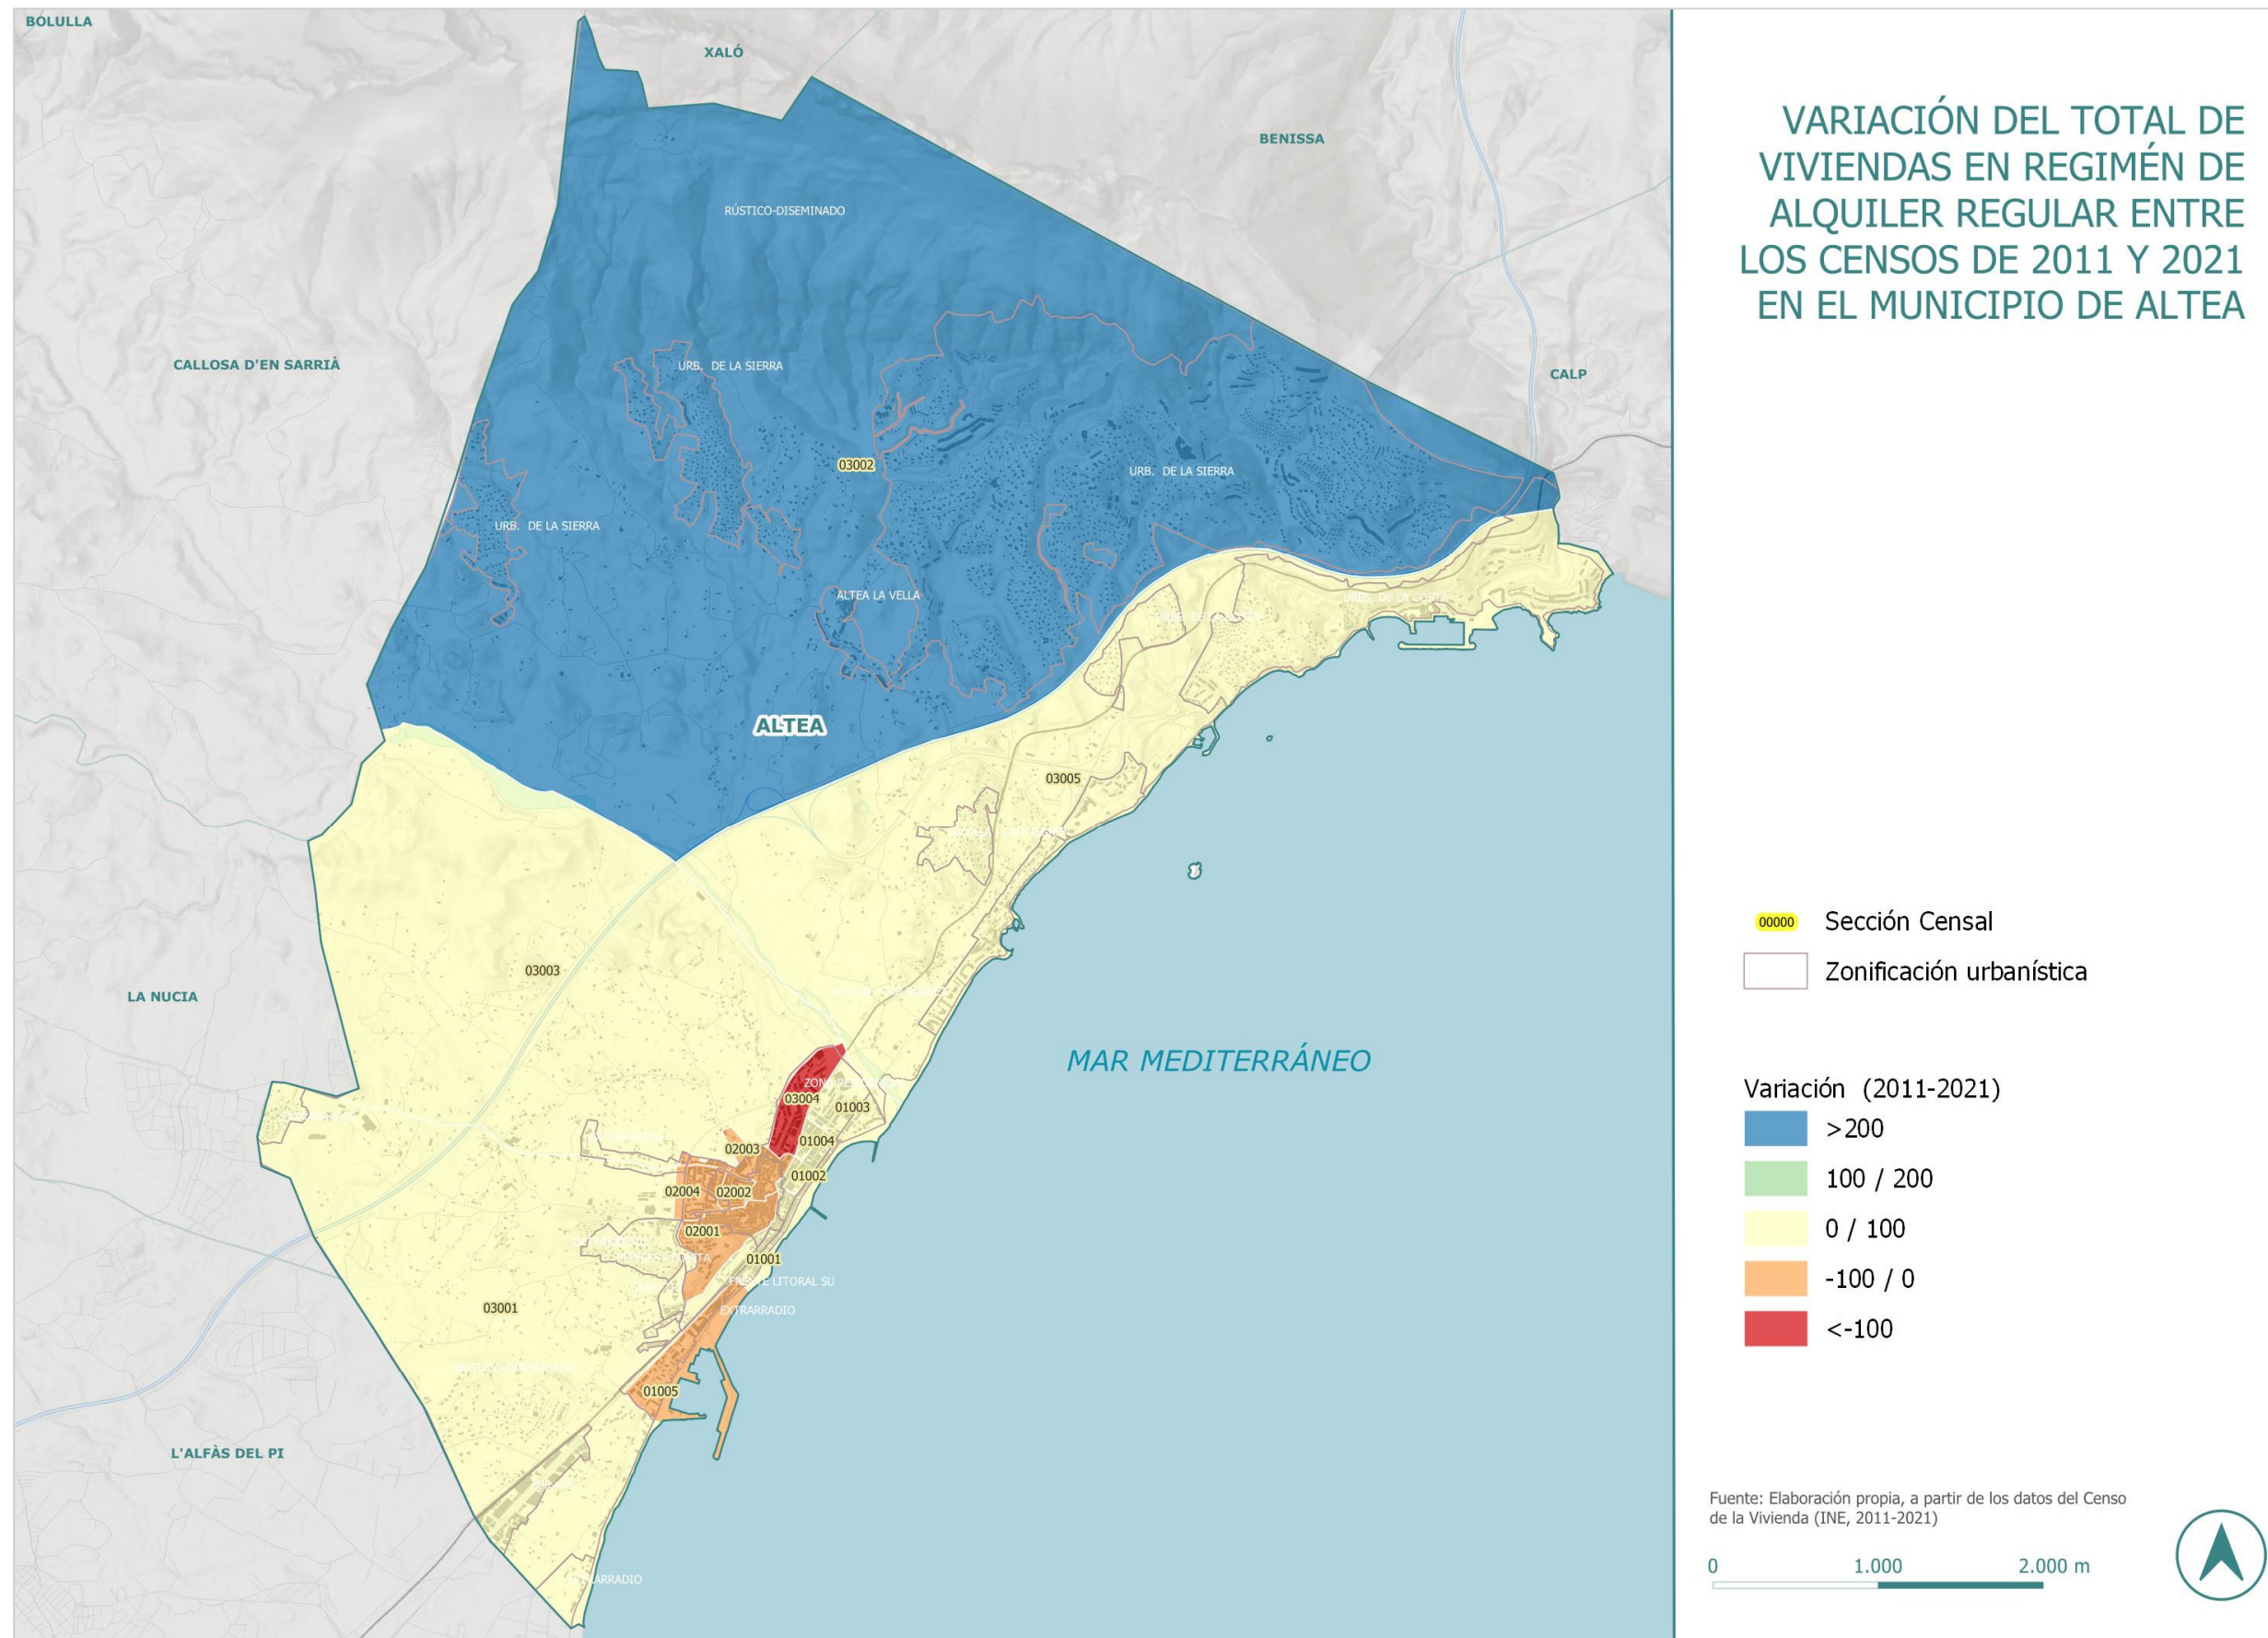 BOLULLA
XALÓ
BENISSA
RÚSTICO-DISEMINADO
CALLOSA D'EN SARRIÀ
URB. DE LA SIERRA
CALP
03002
URB. DE LA SIERRA
URB. DE LA SIERRA
ALTEA LA VELLA
ALTEA
03005
03003
LA NUCIA
MAR MEDITERRÁNEO
03004
01003
01004
02003
01002
02004
02002
02001
01001
FRENTE LITORAL SU
03001
EXTRARRADIO
01005
L'ALFÀS DEL PI
VARIACIÓN DEL TOTAL DE
VIVIENDAS EN REGIMÉN DE
ALQUILER REGULAR ENTRE
LOS CENSOS DE 2011 Y 2021
EN EL MUNICIPIO DE ALTEA
00000 Sección Censal
Zonificación urbanística
Variación (2011-2021)
>200
100 / 200
0 / 100
-100 / 0
<-100
Fuente: Elaboración propia, a partir de los datos del Censo
de la Vivienda (INE, 2011-2021)
0 1.000 2.000 m